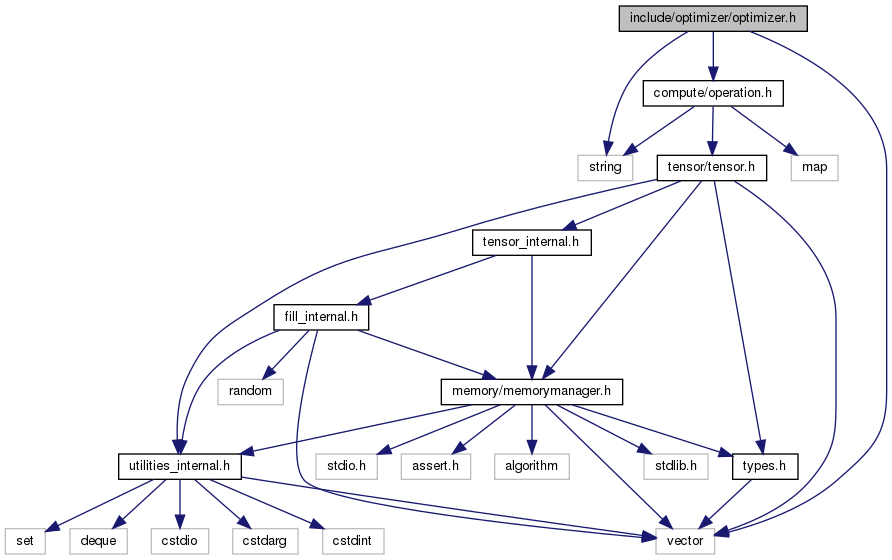 include/optimizer/optimizer.h
compute/operation.h
string
tensor/tensor.h
map
tensor_internal.h
fill_internal.h
random
memory/memorymanager.h
utilities_internal.h
stdio.h
assert.h
algorithm
stdlib.h
types.h
set
deque
cstdio
cstdarg
cstdint
vector